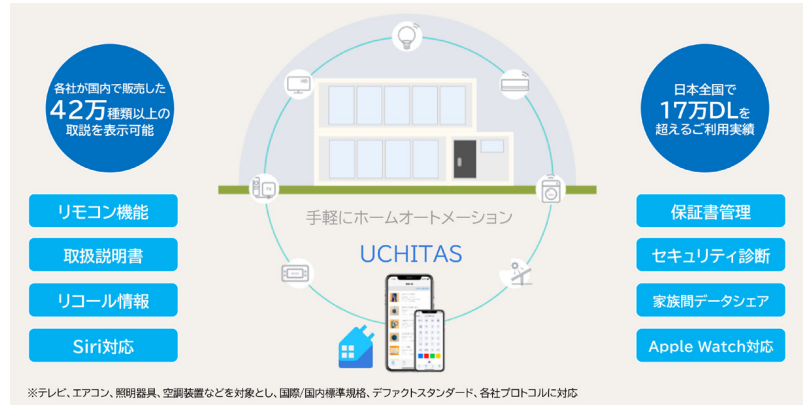 各社が国内で販売した
42万種類以上の
取説を表示可能
日本全国で
17万DLを
超えるご利用実績
リモコン機能
取扱説明書
リコール情報
Siri対応
手軽にホームオートメーション
UCHITAS
保証書管理
セキュリティ診断
家族間データシェア
Apple Watch対応
※テレビ、エアコン、照明器具、空調装置などを対象とし、国際/国内標準規格、デファクトスタンダード、各社プロトコルに対応